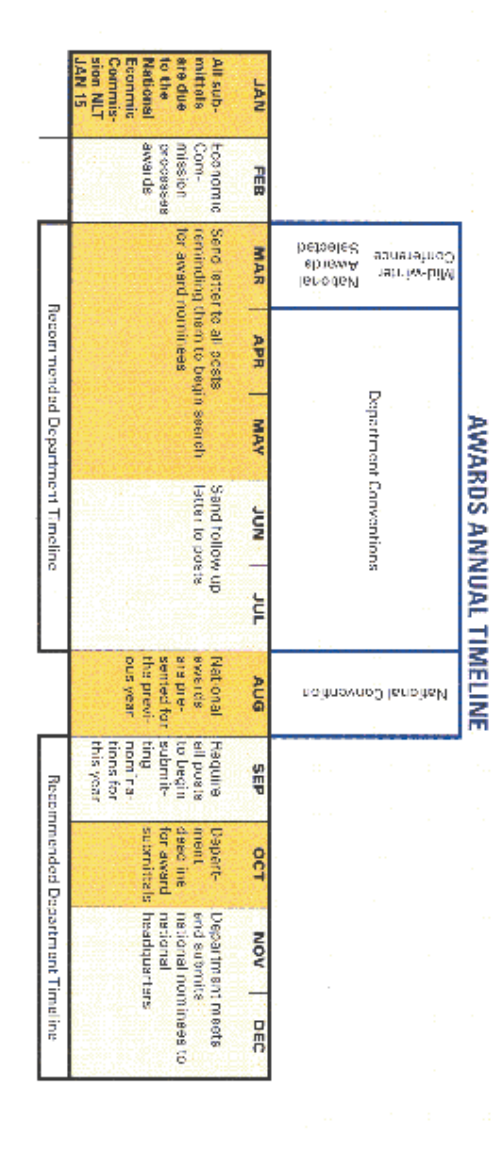 AWARDS ANNUAL TIMELINE
Mid-winter
Conference
National
Awards
Selected
Department Conventions
National Convention
JAN
FEB
MAR
APR
MAY
JUN
JUL
AUG
SEP
OCT
NOV
DEC
All sub-
mittals
are due
to the
National
Econmic
Commis-
sion NLT
JAN 15
Economic
Com-
mission
processes
awards
Send letter to all posts
reminding them to begin search
for award nominees
Send follow up
letter to posts
National
awards
are pre-
sented for
the previ-
ous year
Require
all posts
to begin
submit-
ting
nomina-
tions for
this year
Depart-
ment
deadline
for award
submittals
Department meets
and submits
national nominees to
national
headquarters
Recommended Department Timeline
Recommended Department Timeline